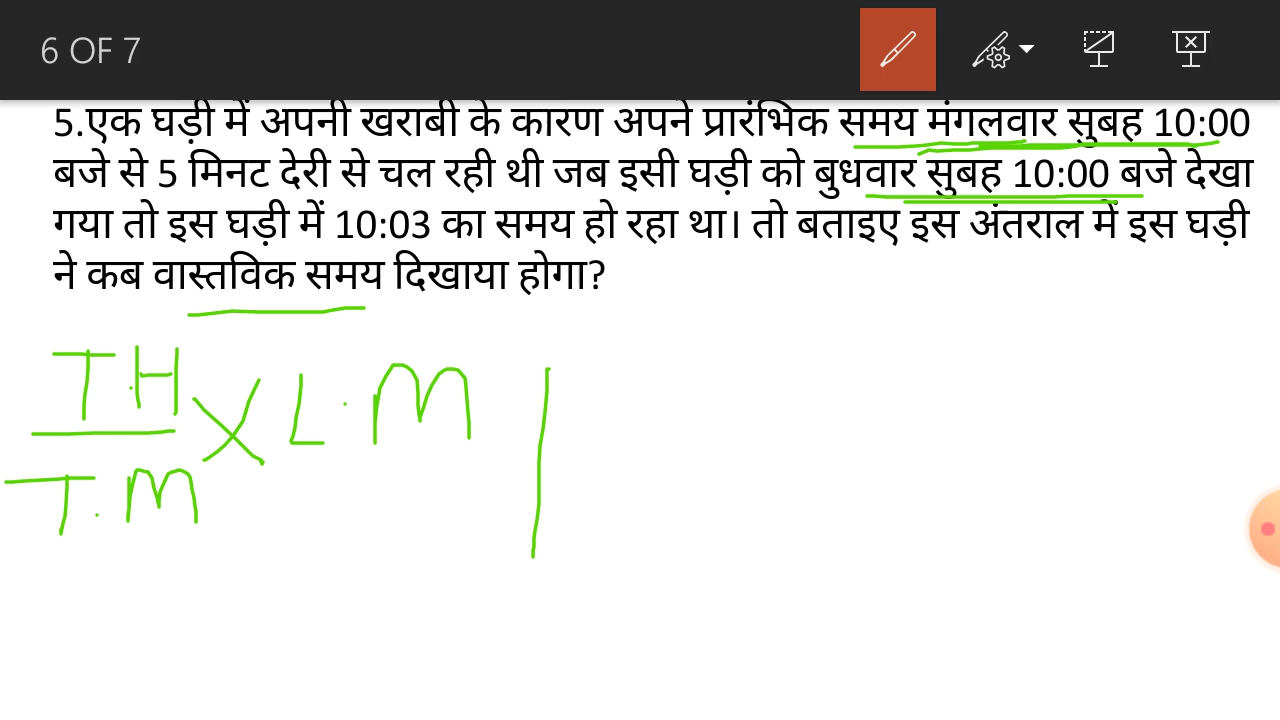 6 OF 7
5.एक घड़ी में अपनी खराबी के कारण अपने प्रारंभिक समय मंगलवार सुबह 10:00
बजे से 5 मिनट देरी से चल रही थी जब इसी घड़ी को बुधवार सुबह 10:00 बजे देखा
गया तो इस घड़ी में 10:03 का समय हो रहा था। तो बताइए इस अंतराल में इस घड़ी
ने कब वास्तविक समय दिखाया होगा?
T.H
X L.M
T.M